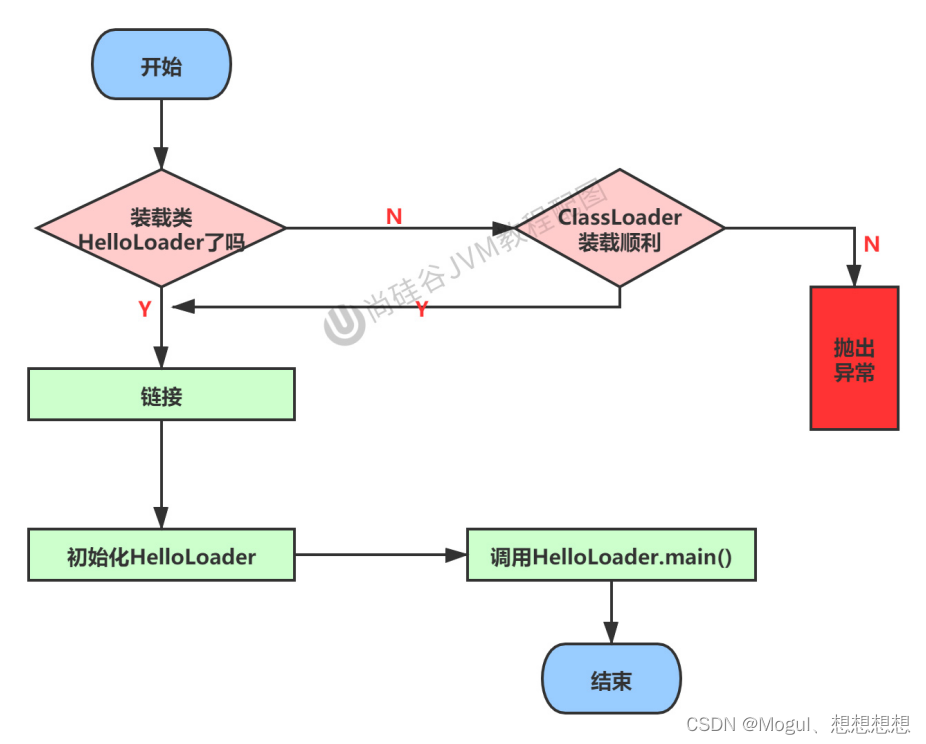 开始
装载类
HelloLoader了吗
N
ClassLoader
装载顺利
N
Y
Y
尚硅谷JVM教程配图
抛出
异常
链接
初始化HelloLoader
调用HelloLoader.main()
结束
CSDN @Mogul、想想想想